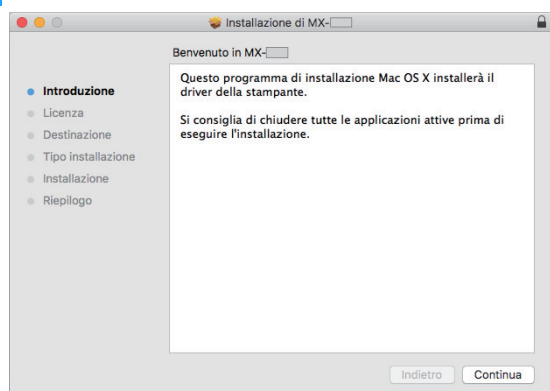 Installazione di MX-
Benvenuto in MX-
Introduzione
Licenza
Destinazione
Tipo installazione
Installazione
Riepilogo
Questo programma di installazione Mac OS X installerà il
driver della stampante.
Si consiglia di chiudere tutte le applicazioni attive prima di
eseguire l'installazione.
Indietro
Continua